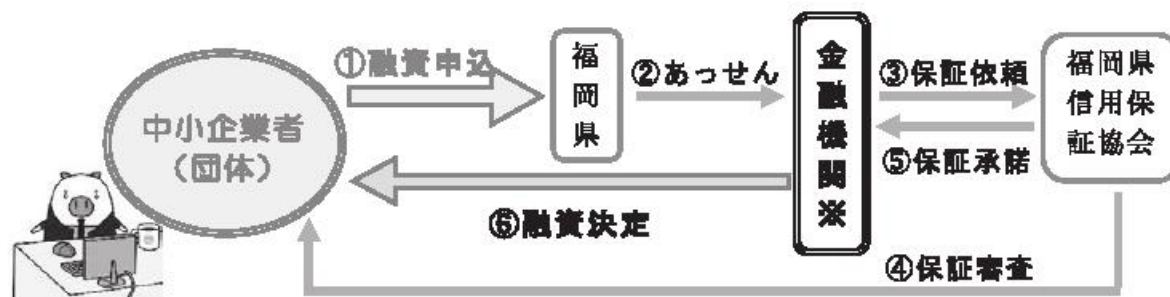 中小企業者
（団体）
①融資申込
福
岡
県
②あっせん
金
融
機
関
※
③保証依頼
福岡県
信用保
証協会
⑤保証承諾
⑥融資決定
④保証審査